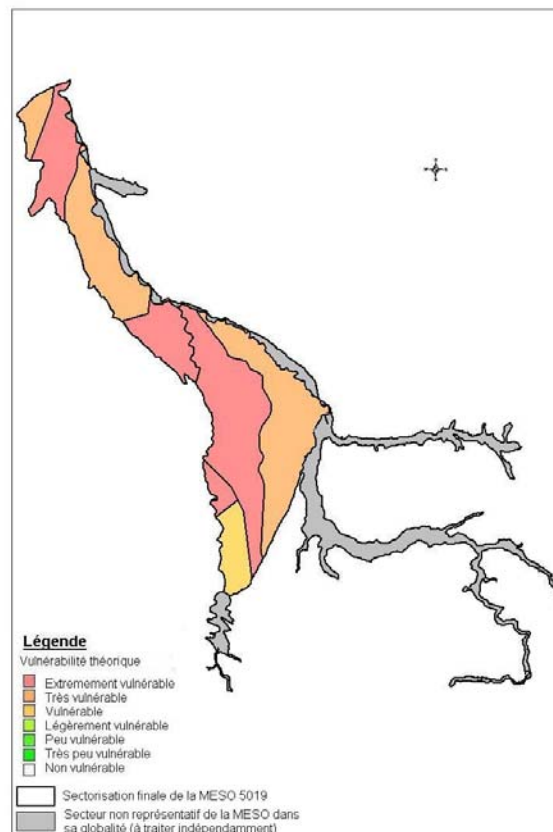 Légende
Vulnérabilité théorique
Extremement vulnérable
Très vulnérable
Vulnérable
Légèrement vulnérable
Peu vulnérable
Très peu vulnérable
Non vulnérable
Sectorisation finale de la MESO 5019
Secteur non représentatif de la MESO dans
sa globalité (à traiter indépendamment)